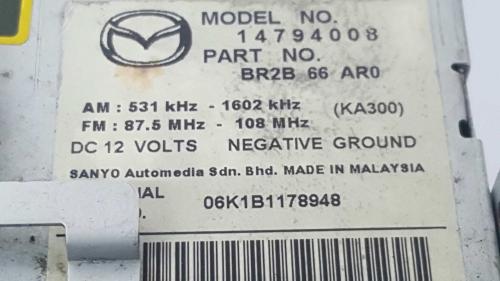 MODEL NO.
14794008
PART NO.
BR2B 66 AR0
AM : 531 kHz - 1602 kHz (KA300)
FM : 87.5 MHz - 108 MHz
DC 12 VOLTS NEGATIVE GROUND
SANYO Automedia Sdn. Bhd. MADE IN MALAYSIA
06K1B1178948